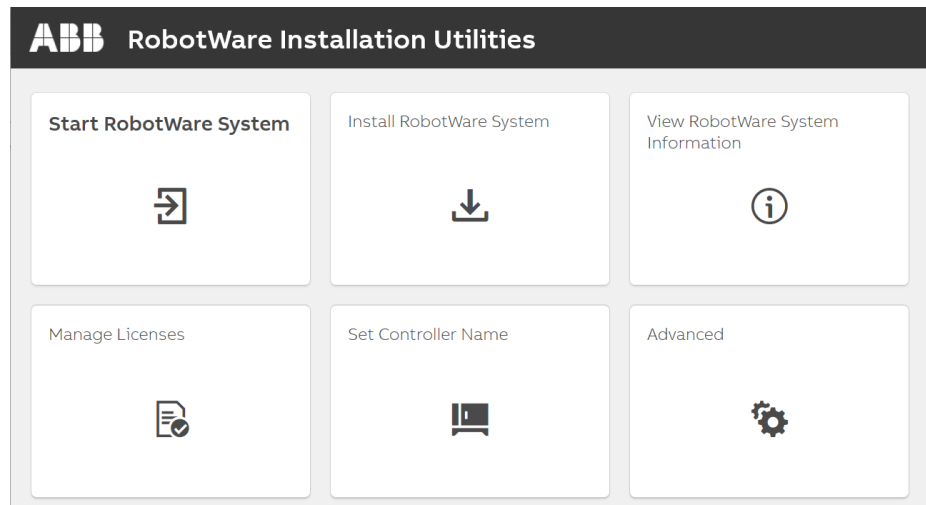 ABB RobotWare Installation Utilities
Start RobotWare System
Install RobotWare System
View RobotWare System
Information
Manage Licenses
Set Controller Name
Advanced